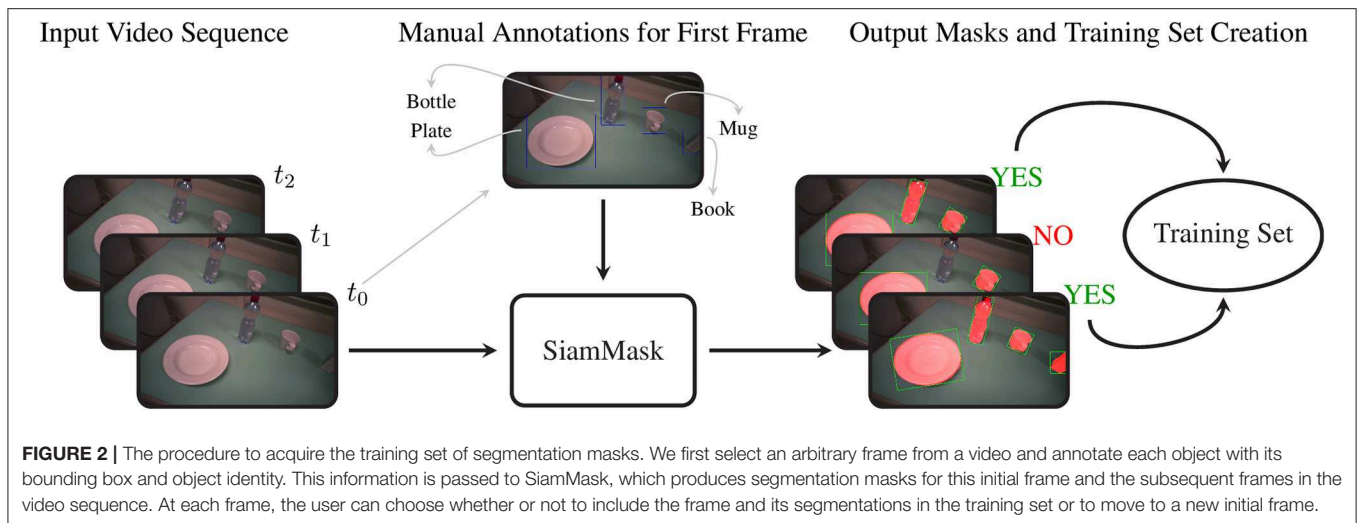 Input Video Sequence
Manual Annotations for First Frame
Output Masks and Training Set Creation
Bottle
Plate
Mug
Book
t₂
t₁
t₀
SiamMask
YES
NO
YES
Training Set
FIGURE 2 | The procedure to acquire the training set of segmentation masks. We first select an arbitrary frame from a video and annotate each object with its
bounding box and object identity. This information is passed to SiamMask, which produces segmentation masks for this initial frame and the subsequent frames in the
video sequence. At each frame, the user can choose whether or not to include the frame and its segmentations in the training set or to move to a new initial frame.